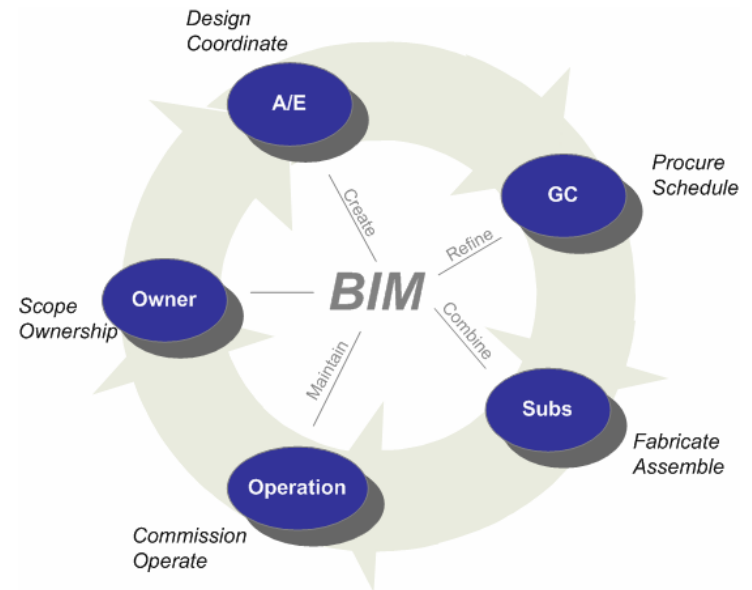 Design
Coordinate
A/E
Procure
Schedule
GC
Create
Refine
BIM
Owner
Scope
Ownership
Combine
Maintain
Subs
Fabricate
Assemble
Operation
Commission
Operate